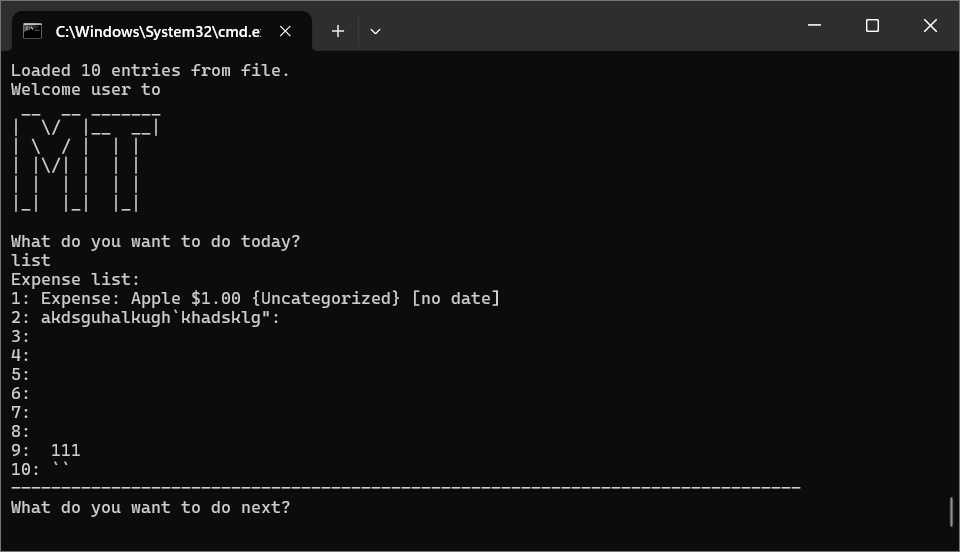 C:\Windows\System32\cmd.e
Loaded 10 entries from file.
Welcome user to
 __  __ _______
|  \/  |__   __|
| \  / |  | |
| |\/| |  | |
| |  | |  | |
|_|  |_|  |_|
What do you want to do today?
list
Expense list:
1: Expense: Apple $1.00 {Uncategorized} [no date]
2: akdsguhalkugh`khadsklg":
3:
4:
5:
6:
7:
8:
9:  111
10: ``
_______________________________________________________________________________
What do you want to do next?